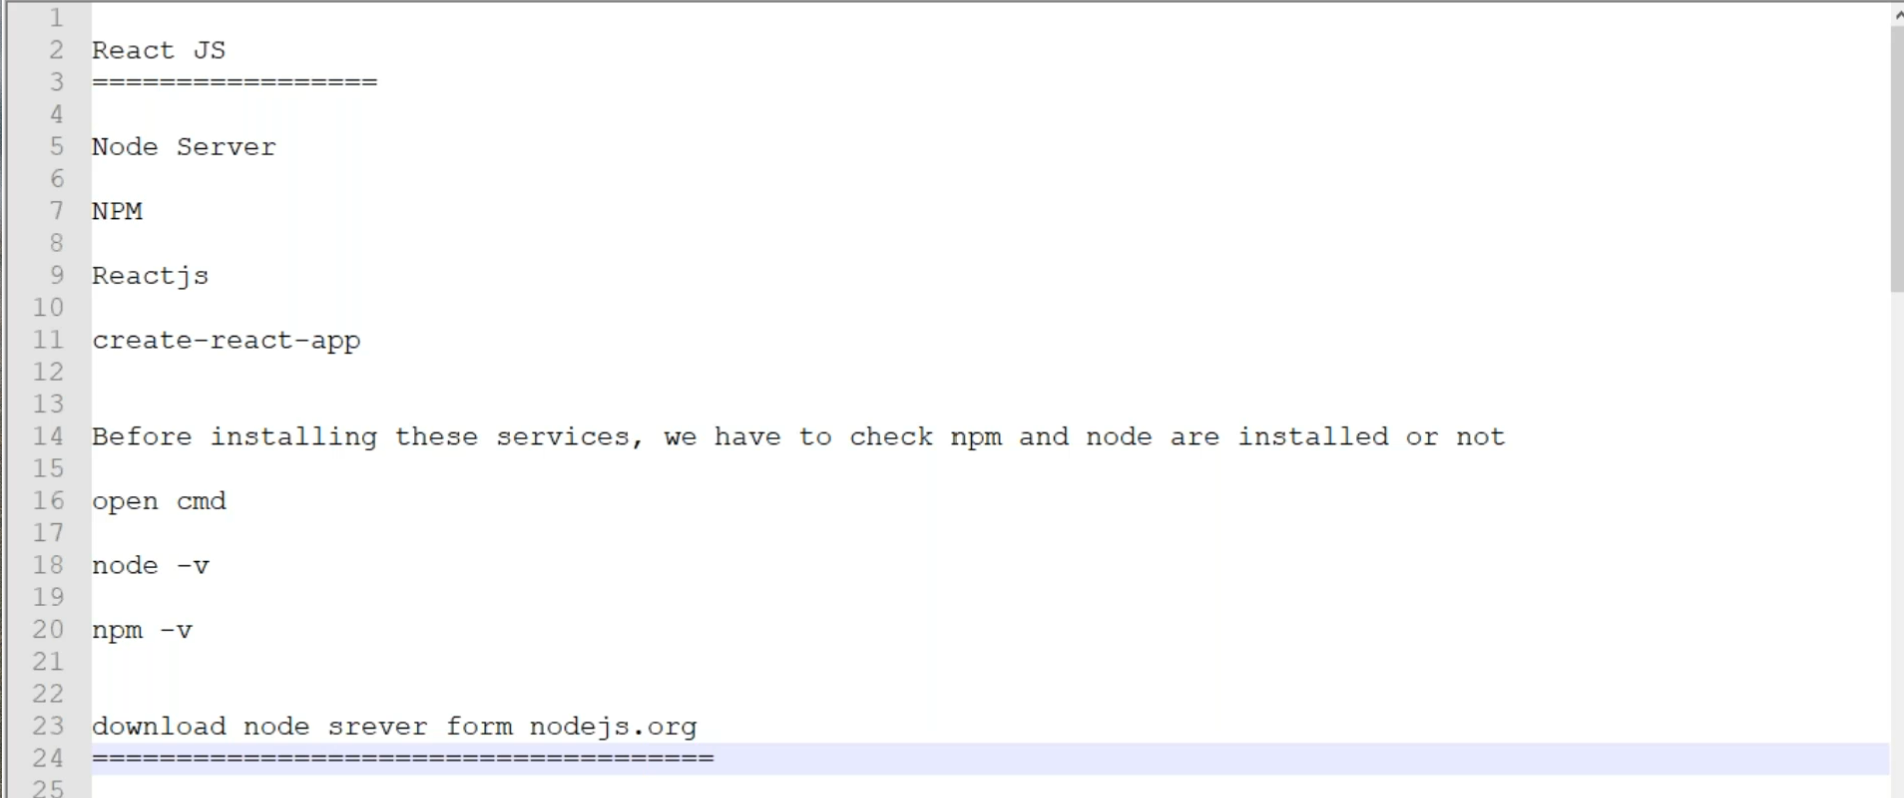 1
2 React JS
3 =================
4
5 Node Server
6
7 NPM
8
9 Reactjs
10
11 create-react-app
12
13
14 Before installing these services, we have to check npm and node are installed or not
15
16 open cmd
17
18 node -v
19
20 npm -v
21
22
23 download node srever form nodejs.org
24 =====================================
25